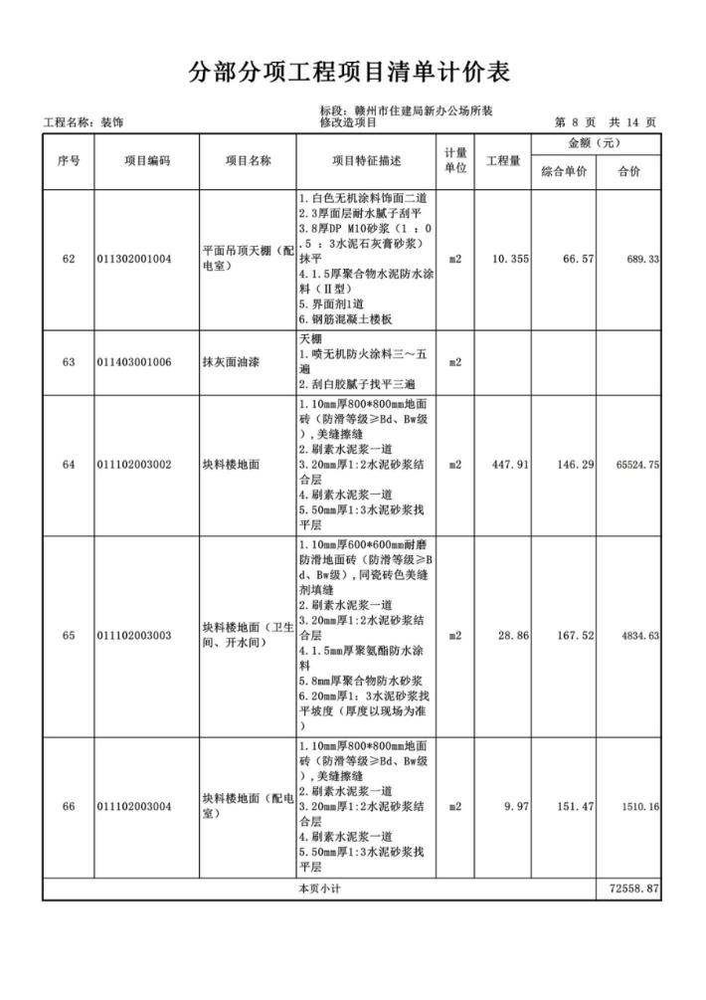 分部分项工程项目清单计价表
标段：赣州市住建局新办公场所装
工程名称：装饰
修改造项目
第 8 页 共 14 页
序号
项目编码
项目名称
项目特征描述
计量
单位
工程量
金额（元）
综合单价
合价
62
011302001004
平面吊顶天棚（配
电室）
1.白色无机涂料饰面二道
2.3厚面层耐水腻子刮平
3.8厚DP M10砂浆（1 ：0
.5 ：3水泥石灰膏砂浆）
抹平
4.1.5厚聚合物水泥防水涂
料（Ⅱ型）
5.界面剂1道
6.钢筋混凝土楼板
m2
10.355
66.57
689.33
63
011403001006
抹灰面油漆
天棚
1.喷无机防火涂料三～五
遍
2.刮白胶腻子找平三遍
m2
64
011102003002
块料楼地面
1.10mm厚800*800mm地面
砖（防滑等级≥Bd、Bw级
）,美缝擦缝
2.刷素水泥浆一道
3.20mm厚1:2水泥砂浆结
合层
4.刷素水泥浆一道
5.50mm厚1:3水泥砂浆找
平层
m2
447.91
146.29
65524.75
65
011102003003
块料楼地面（卫生
间、开水间）
1.10mm厚600*600mm耐磨
防滑地面砖（防滑等级≥B
d、Bw级）,同瓷砖色美缝
剂填缝
2.刷素水泥浆一道
3.20mm厚1:2水泥砂浆结
合层
4.1.5mm厚聚氨酯防水涂
料
5.8mm厚聚合物防水砂浆
6.20mm厚1：3水泥砂浆找
平坡度（厚度以现场为准
）
m2
28.86
167.52
4834.63
66
011102003004
块料楼地面（配电
室）
1.10mm厚800*800mm地面
砖（防滑等级≥Bd、Bw级
）,美缝擦缝
2.刷素水泥浆一道
3.20mm厚1:2水泥砂浆结
合层
4.刷素水泥浆一道
5.50mm厚1:3水泥砂浆找
平层
m2
9.97
151.47
1510.16
本页小计
72558.87